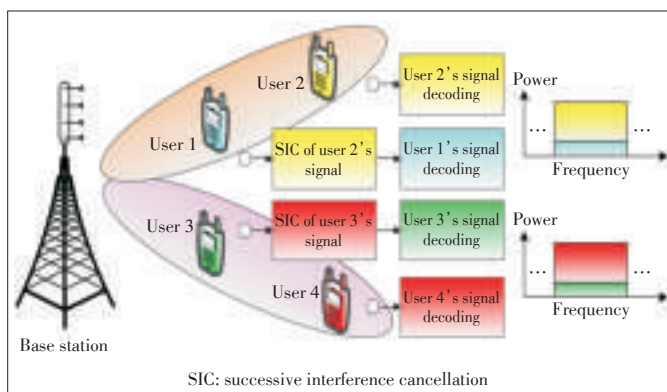 User 2
User 2's signal
decoding
Power
...
...
Frequency
User 1
SIC of user 2's
signal
User 1's signal
decoding
User 3
SIC of user 3's
signal
User 3's signal
decoding
Power
...
...
Frequency
User 4
User 4's signal
decoding
Base station
SIC: successive interference cancellation